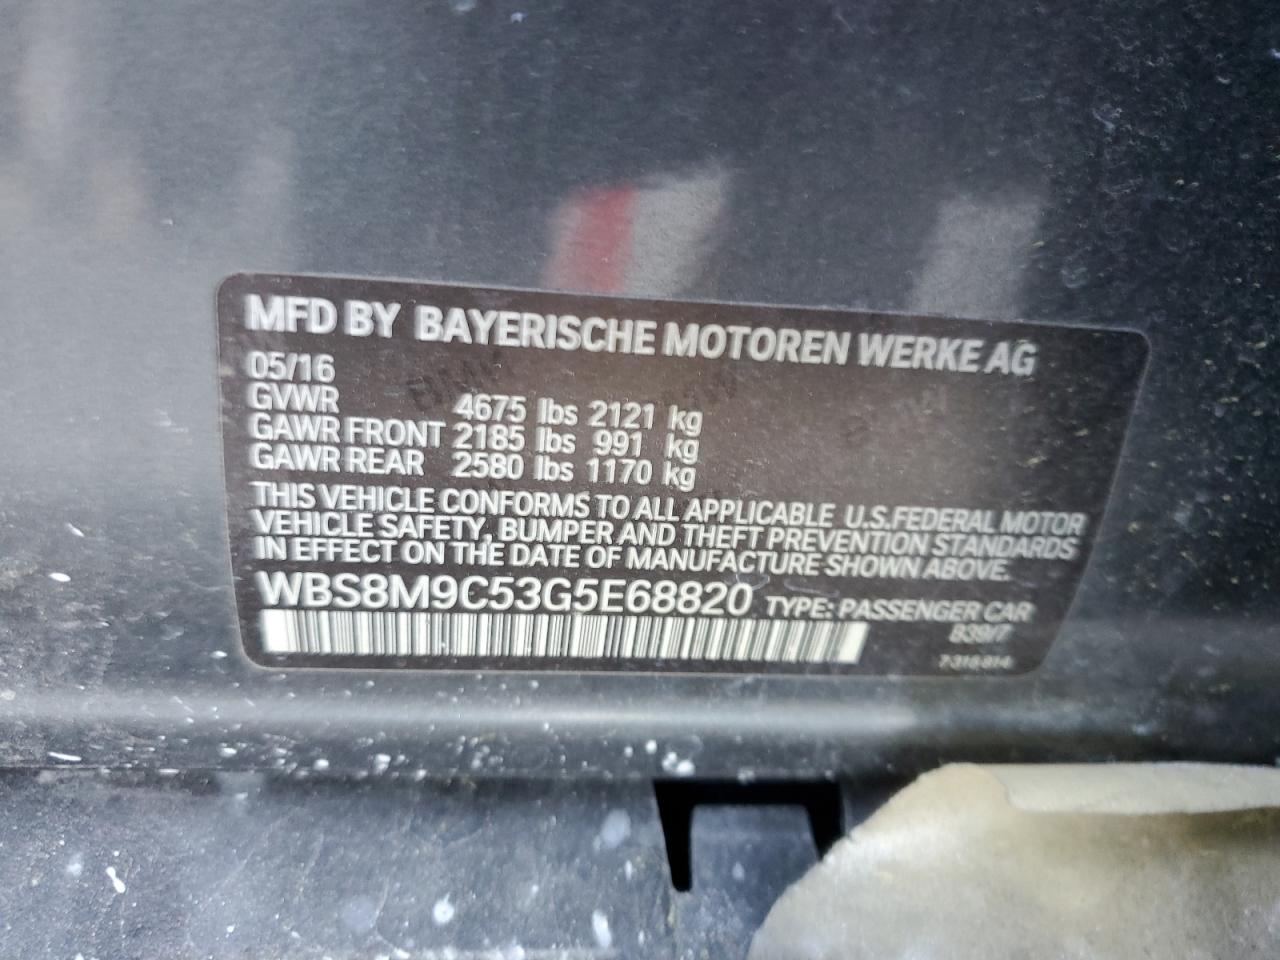 MFD BY BAYERISCHE MOTOREN WERKE AG
05/16
GVWR 4675 lbs 2121 kg
GAWR FRONT 2185 lbs 991 kg
GAWR REAR 2580 lbs 1170 kg
THIS VEHICLE CONFORMS TO ALL APPLICABLE U.S.FEDERAL MOTOR
VEHICLE SAFETY, BUMPER AND THEFT PREVENTION STANDARDS
IN EFFECT ON THE DATE OF MANUFACTURE SHOWN ABOVE.
WBS8M9C53G5E68820 TYPE: PASSENGER CAR